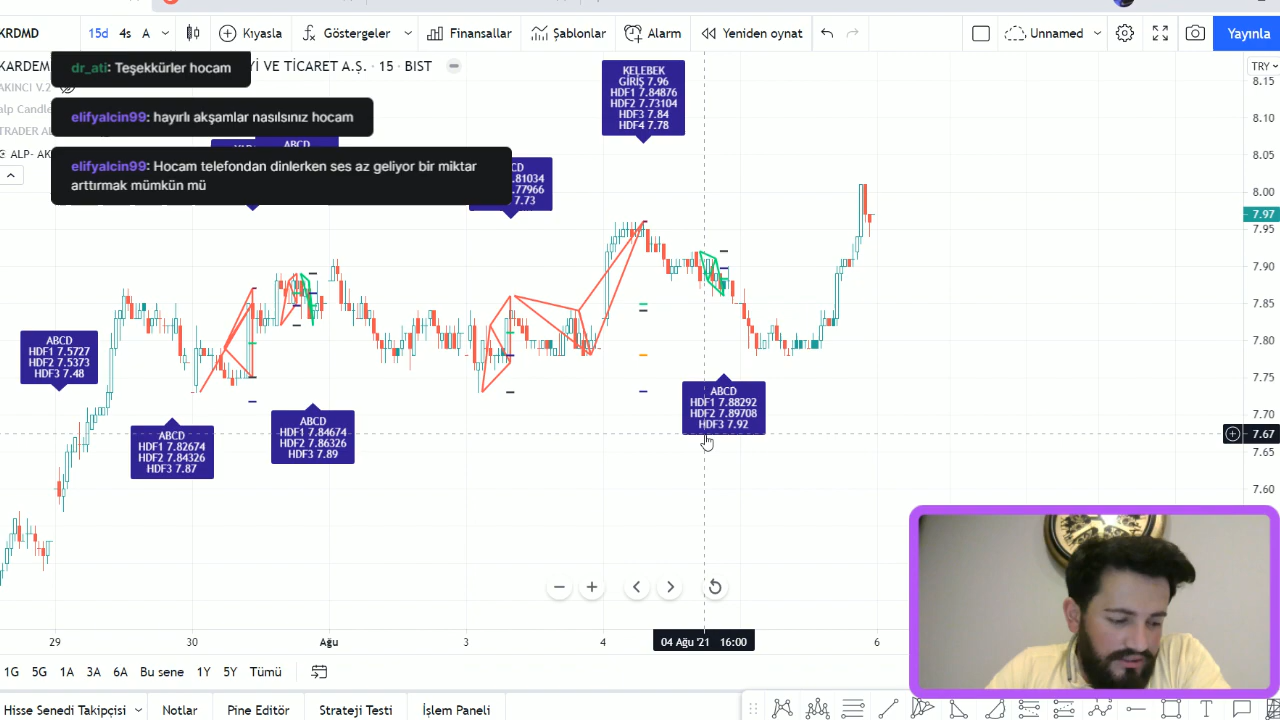 KRDMD
15d
4s
A
Kıyasla
Göstergeler
Finansallar
Şablonlar
Alarm
Yeniden oynat
Unnamed
Yayınla
dr_ati: Teşekkürler hocam
İ VE TİCARET A.Ş. · 15 · BIST
TRY
elifyalcin99: hayırlı akşamlar nasılsınız hocam
elifyalcin99: Hocam telefondan dinlerken ses az geliyor bir miktar
arttırmak mümkün mü
KELEBEK
GİRİŞ 7.96
HDF1 7.84876
HDF2 7.73104
HDF3 7.84
HDF4 7.78
ABCD
CD
.81034
.77966
7.73
ABCD
HDF1 7.5727
HDF2 7.5373
HDF3 7.48
ABCD
HDF1 7.82674
HDF2 7.84326
HDF3 7.87
ABCD
HDF1 7.84674
HDF2 7.86326
HDF3 7.89
ABCD
HDF1 7.88292
HDF2 7.89708
HDF3 7.92
8.15
8.10
8.05
8.00
7.97
7.95
7.90
7.85
7.80
7.75
7.70
7.67
7.65
7.60
29
30
Ağu
3
4
04 Ağu '21 16:00
6
1G
5G
1A
3A
6A
Bu sene
1Y
5Y
Tümü
Hisse Senedi Takipçisi
Notlar
Pine Editör
Strateji Testi
İşlem Paneli